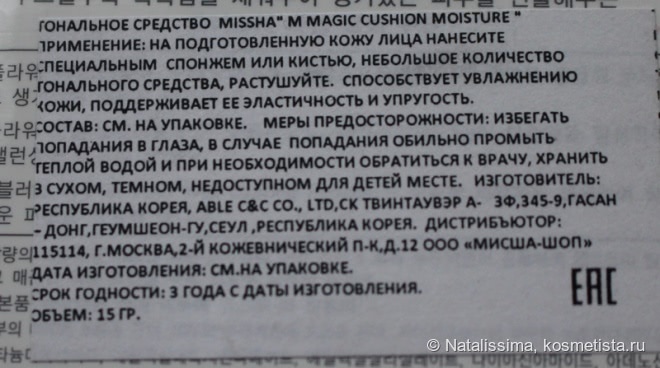 ТОНАЛЬНОЕ СРЕДСТВО MISSHA" M MAGIC CUSHION MOISTURE "
ПРИМЕНЕНИЕ: НА ПОДГОТОВЛЕННУЮ КОЖУ ЛИЦА НАНЕСИТЕ
СПЕЦИАЛЬНЫМ СПОНЖЕМ ИЛИ КИСТЬЮ, НЕБОЛЬШОЕ КОЛИЧЕСТВО
ТОНАЛЬНОГО СРЕДСТВА, РАСТУШУЙТЕ. СПОСОБСТВУЕТ УВЛАЖНЕНИЮ
КОЖИ, ПОДДЕРЖИВАЕТ ЕЕ ЭЛАСТИЧНОСТЬ И УПРУГОСТЬ.
СОСТАВ: СМ. НА УПАКОВКЕ. МЕРЫ ПРЕДОСТОРОЖНОСТИ: ИЗБЕГАТЬ
ПОПАДАНИЯ В ГЛАЗА, В СЛУЧАЕ ПОПАДАНИЯ ОБИЛЬНО ПРОМЫТЬ
ТЕПЛОЙ ВОДОЙ И ПРИ НЕОБХОДИМОСТИ ОБРАТИТЬСЯ К ВРАЧУ, ХРАНИТЬ
В СУХОМ, ТЕМНОМ, НЕДОСТУПНОМ ДЛЯ ДЕТЕЙ МЕСТЕ. ИЗГОТОВИТЕЛЬ:
РЕСПУБЛИКА КОРЕЯ, ABLE C&C CO., LTD,СК ТВИНТАУВЭР А- 3Ф,345-9,ГАСАН
- ДОНГ,ГЕУМШЕОН-ГУ,СЕУЛ ,РЕСПУБЛИКА КОРЕЯ. ДИСТРИБЪЮТОР:
115114, Г.МОСКВА,2-Й КОЖЕВНИЧЕСКИЙ П-К,Д.12 ООО «МИСША-ШОП»
ДАТА ИЗГОТОВЛЕНИЯ: СМ.НА УПАКОВКЕ.
СРОК ГОДНОСТИ: 3 ГОДА С ДАТЫ ИЗГОТОВЛЕНИЯ.
ОБЪЕМ: 15 ГР.
EAC
© Natalissima, kosmetista.ru